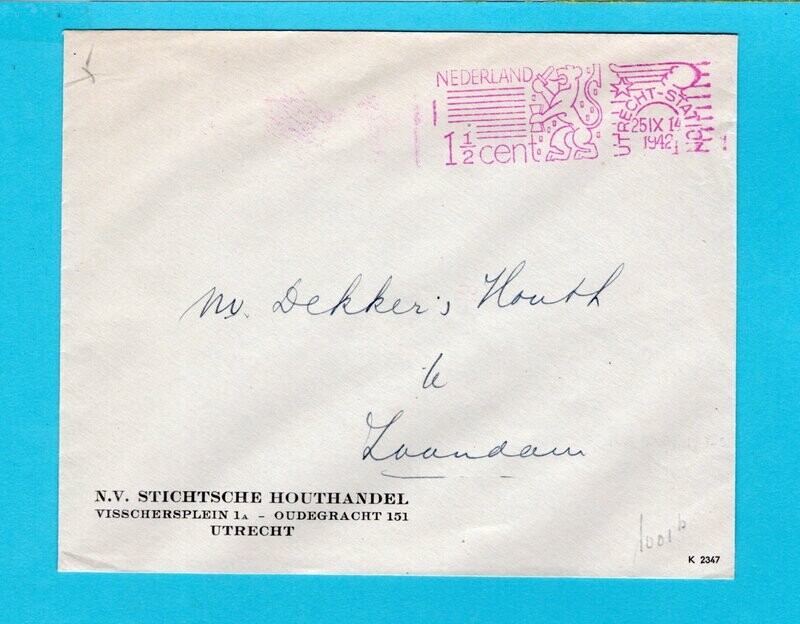 NEDERLAND
1 1/2 cent
UTRECHT-STATION
25 IX 14
1942
Nv. Dekker's Houth
te
Zaandam
N.V. STICHTSCHE HOUTHANDEL
VISSCHERSPLEIN 1A – OUDEGRACHT 151
UTRECHT
K 2347